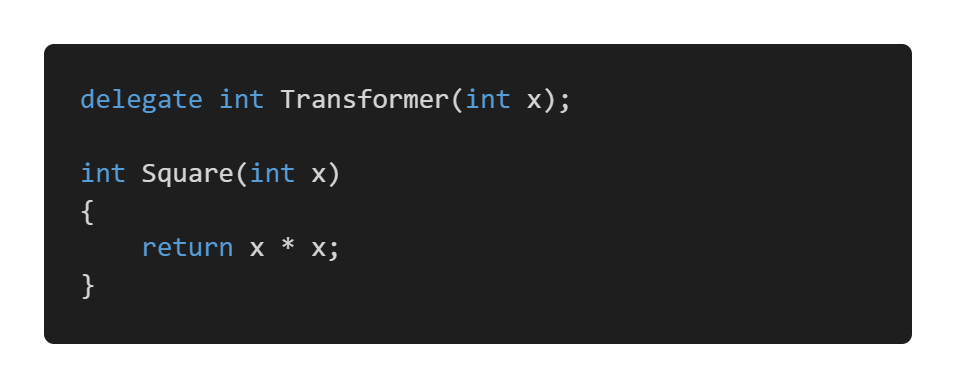 delegate int Transformer(int x);

int Square(int x)
{
    return x * x;
}